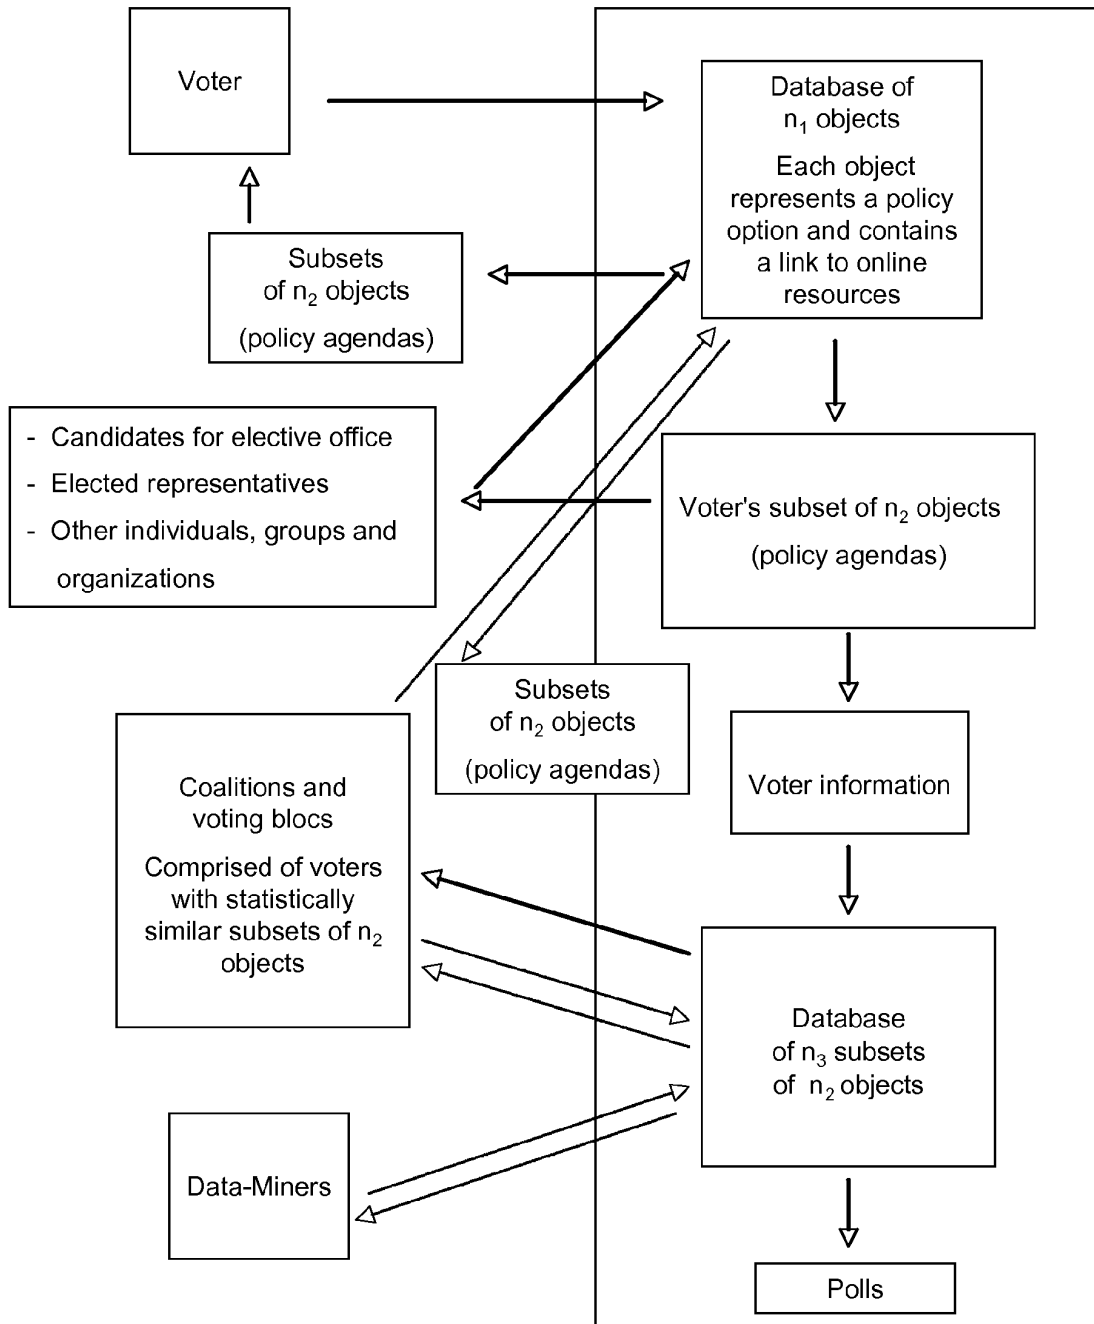 Voter
Database of
n₁ objects
Each object
represents a policy
option and contains
a link to online
resources
Subsets
of n₂ objects
(policy agendas)
- Candidates for elective office
- Elected representatives
- Other individuals, groups and
organizations
Voter's subset of n₂ objects
(policy agendas)
Subsets
of n₂ objects
(policy agendas)
Voter information
Coalitions and
voting blocs
Comprised of voters
with statistically
similar subsets of n₂
objects
Database
of n₃ subsets
of n₂ objects
Data-Miners
Polls